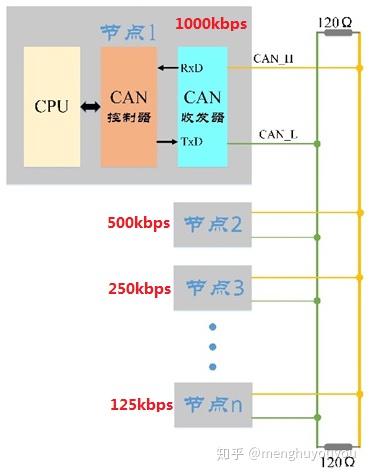 节点1 1000kbps
120Ω
CPU
CAN
控制器
RxD
TxD
CAN
收发器
CAN_H
CAN_L
500kbps 节点2
250kbps 节点3
125kbps 节点n
知乎 @menghuyouyou
120Ω